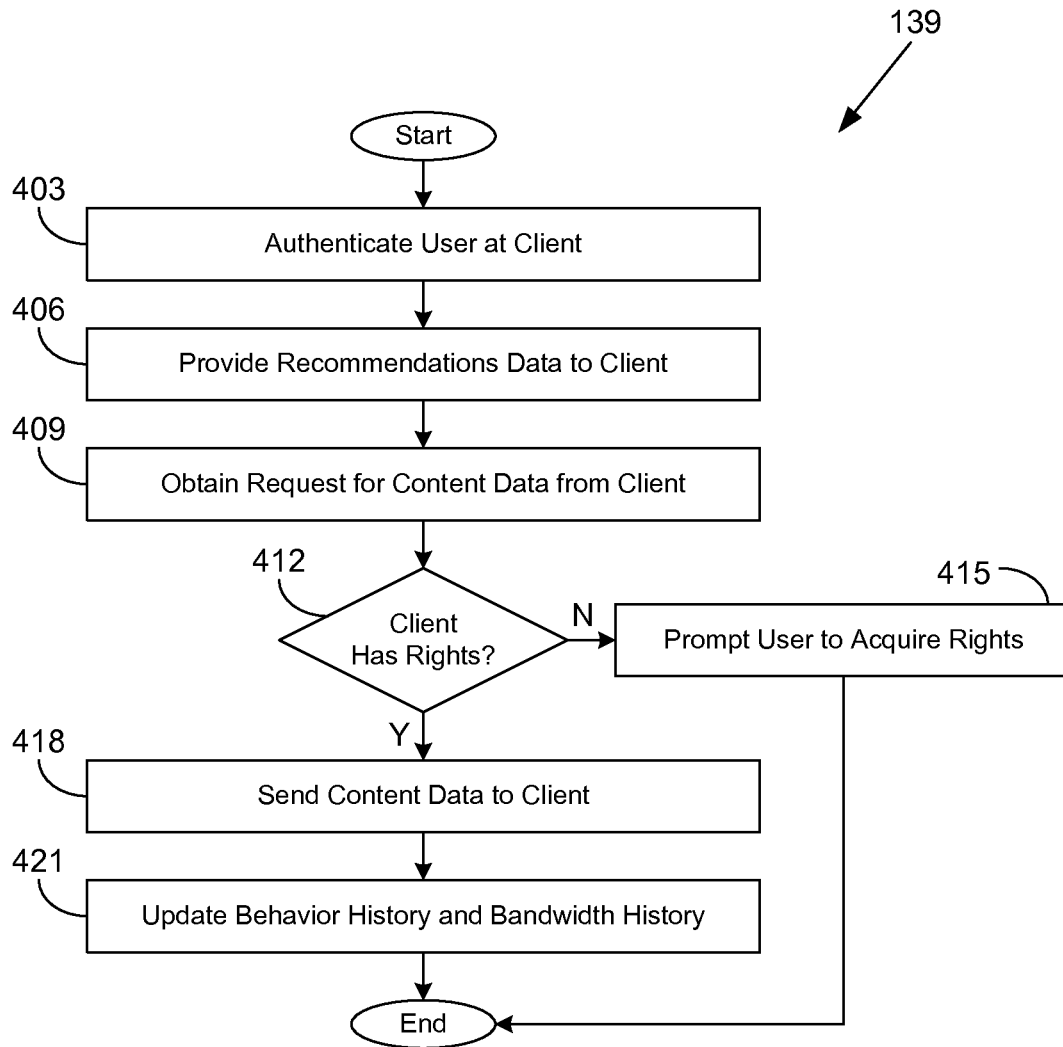 139
Start
403
Authenticate User at Client
406
Provide Recommendations Data to Client
409
Obtain Request for Content Data from Client
412
Client
Has Rights?
N
415
Prompt User to Acquire Rights
Y
418
Send Content Data to Client
421
Update Behavior History and Bandwidth History
End